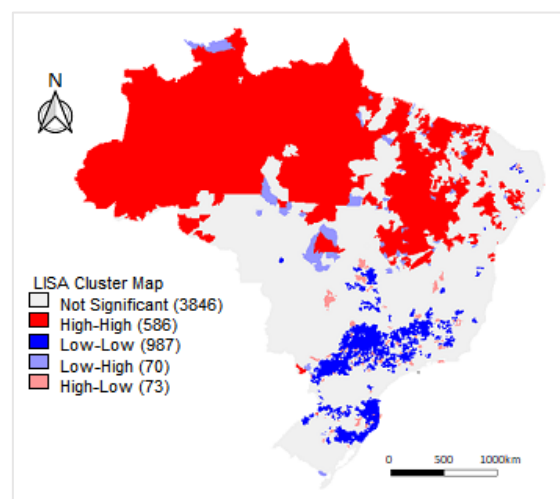 N
LISA Cluster Map
Not Significant (3846)
High-High (586)
Low-Low (987)
Low-High (70)
High-Low (73)
0 500 1000km